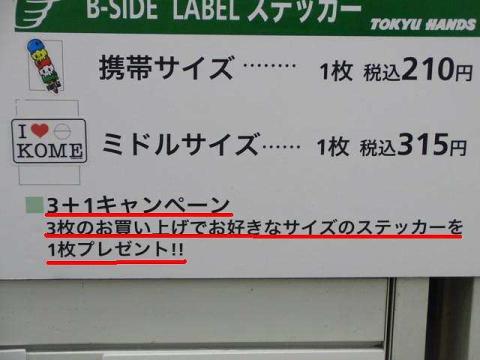 B-SIDE LABEL ステッカー
TOKYU HANDS
携帯サイズ ……… 1枚 税込210円
I ❤ ⊖
KOME
ミドルサイズ…… 1枚 税込315円
■3+1キャンペーン
3枚のお買い上げでお好きなサイズのステッカーを
1枚プレゼント!!